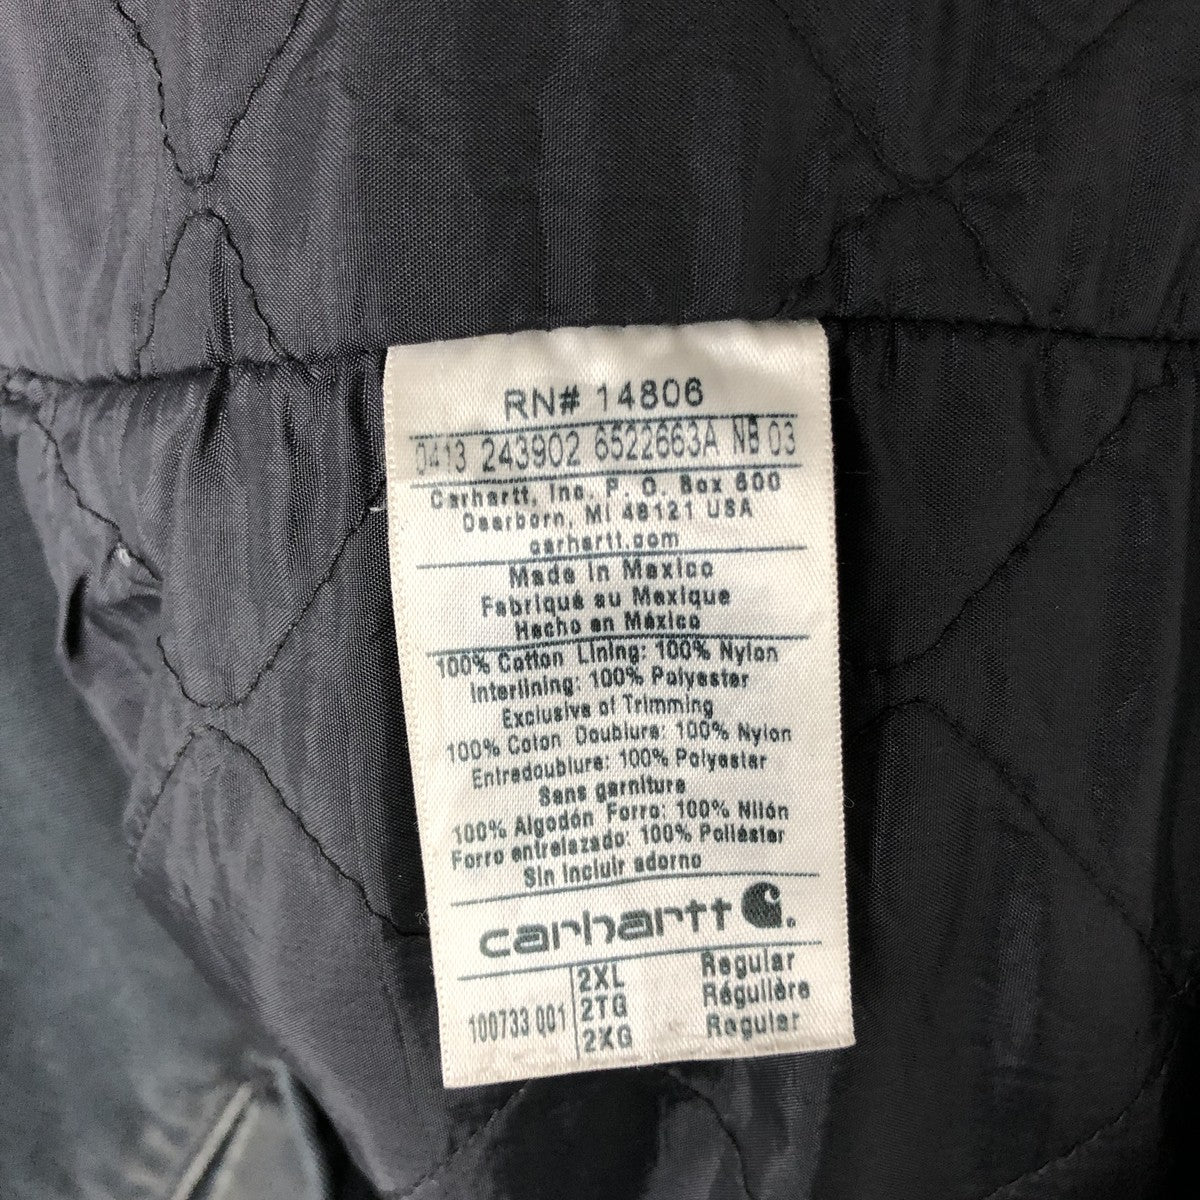 RN# 14806
0413 243902 6522663A NB 03
Carhartt, Inc. P. O. Box 600
Dearborn, MI 48121 USA
carhartt.com
Made in Mexico
Fabriqué au Mexique
Hecho en México
100% Cotton Lining: 100% Nylon
Interlining: 100% Polyester
Exclusive of Trimming
100% Coton Doublure: 100% Nylon
Entredoublure: 100% Polyester
Sans garniture
100% Algodón Forro: 100% Nilón
Forro entrelazado: 100% Poliéster
Sin incluir adorno
carhartt
100733 001
2XL Regular
2TG Régulière
2XG Regular